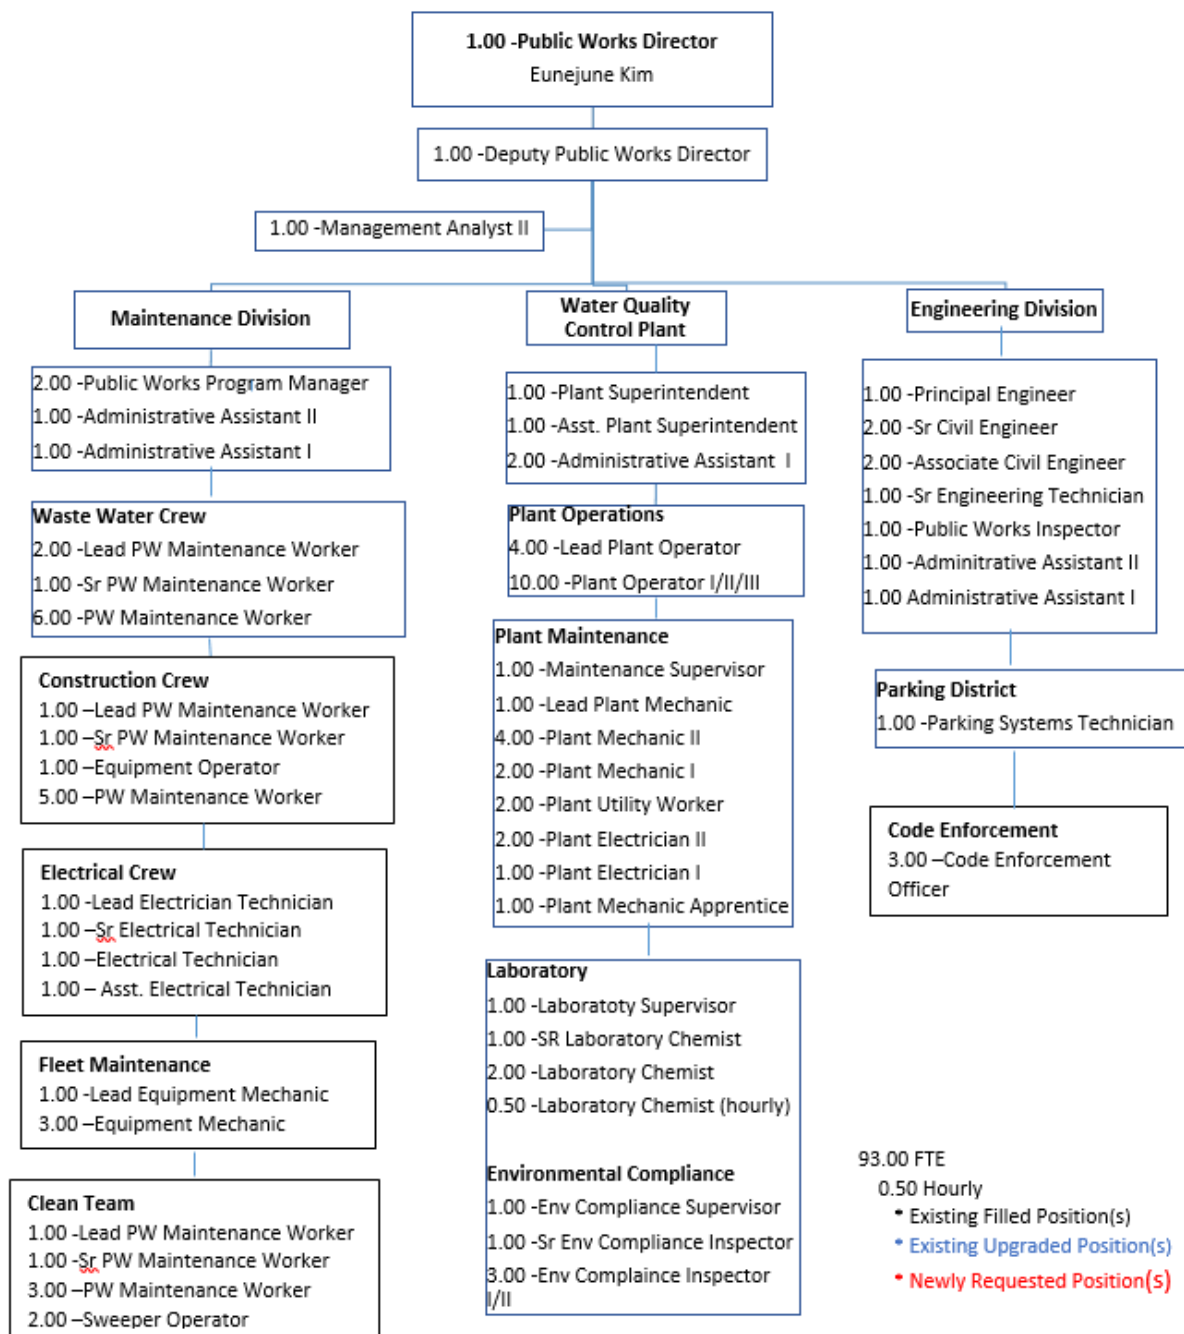 1.00 -Public Works Director
Eunejune Kim
1.00 -Deputy Public Works Director
1.00 -Management Analyst II
Maintenance Division
2.00 -Public Works Program Manager
1.00 -Administrative Assistant II
1.00 -Administrative Assistant I
Waste Water Crew
2.00 -Lead PW Maintenance Worker
1.00 -Sr PW Maintenance Worker
6.00 -PW Maintenance Worker
Construction Crew
1.00 –Lead PW Maintenance Worker
1.00 –Sr PW Maintenance Worker
1.00 –Equipment Operator
5.00 –PW Maintenance Worker
Electrical Crew
1.00 -Lead Electrician Technician
1.00 –Sr Electrical Technician
1.00 –Electrical Technician
1.00 – Asst. Electrical Technician
Fleet Maintenance
1.00 -Lead Equipment Mechanic
3.00 –Equipment Mechanic
Clean Team
1.00 -Lead PW Maintenance Worker
1.00 -Sr PW Maintenance Worker
3.00 –PW Maintenance Worker
2.00 –Sweeper Operator
Water Quality
Control Plant
1.00 -Plant Superintendent
1.00 -Asst. Plant Superintendent
2.00 -Administrative Assistant I
Plant Operations
4.00 -Lead Plant Operator
10.00 -Plant Operator I/II/III
Plant Maintenance
1.00 -Maintenance Supervisor
1.00 -Lead Plant Mechanic
4.00 -Plant Mechanic II
2.00 -Plant Mechanic I
2.00 -Plant Utility Worker
2.00 -Plant Electrician II
1.00 -Plant Electrician I
1.00 -Plant Mechanic Apprentice
Laboratory
1.00 -Laboratoty Supervisor
1.00 -SR Laboratory Chemist
2.00 -Laboratory Chemist
0.50 -Laboratory Chemist (hourly)
Environmental Compliance
1.00 -Env Compliance Supervisor
1.00 -Sr Env Compliance Inspector
3.00 -Env Complaince Inspector
I/II
Engineering Division
1.00 -Principal Engineer
2.00 -Sr Civil Engineer
2.00 -Associate Civil Engineer
1.00 -Sr Engineering Technician
1.00 -Public Works Inspector
1.00 -Adminitrative Assistant II
1.00 Administrative Assistant I
Parking District
1.00 -Parking Systems Technician
Code Enforcement
3.00 –Code Enforcement
Officer
93.00 FTE
0.50 Hourly
* Existing Filled Position(s)
* Existing Upgraded Position(s)
* Newly Requested Position(s)